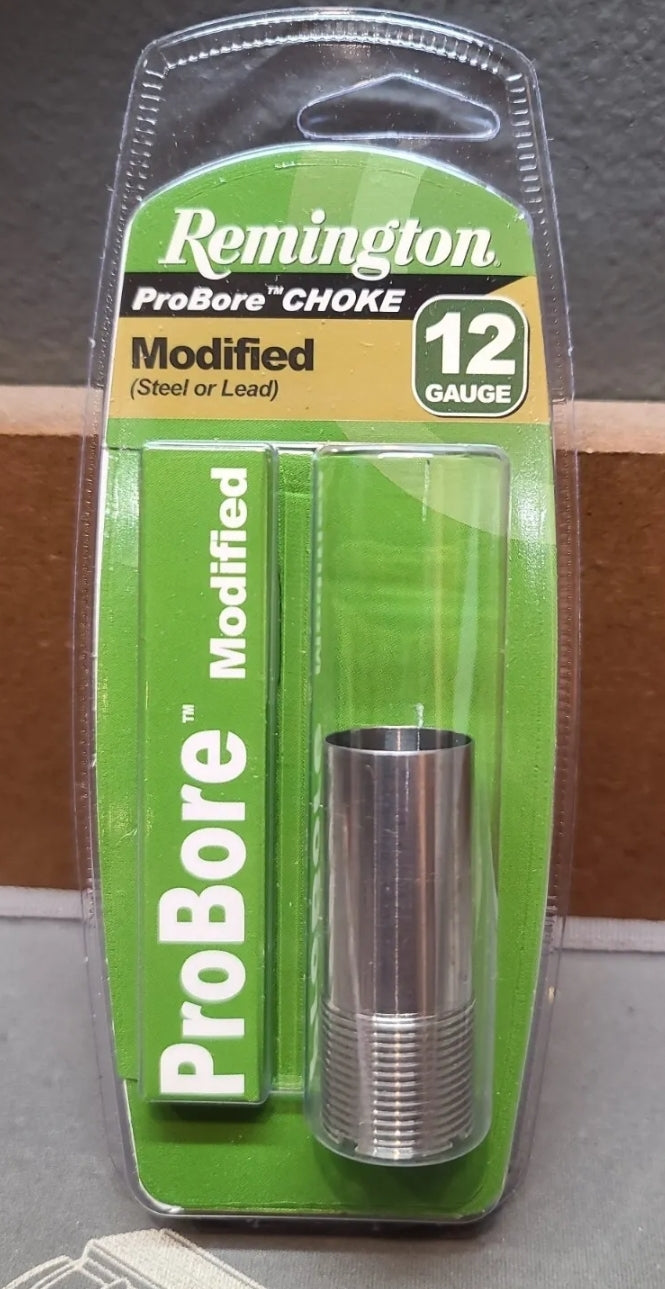 Remington
ProBore™ CHOKE
Modified
(Steel or Lead)
12
GAUGE
ProBore™ Modified